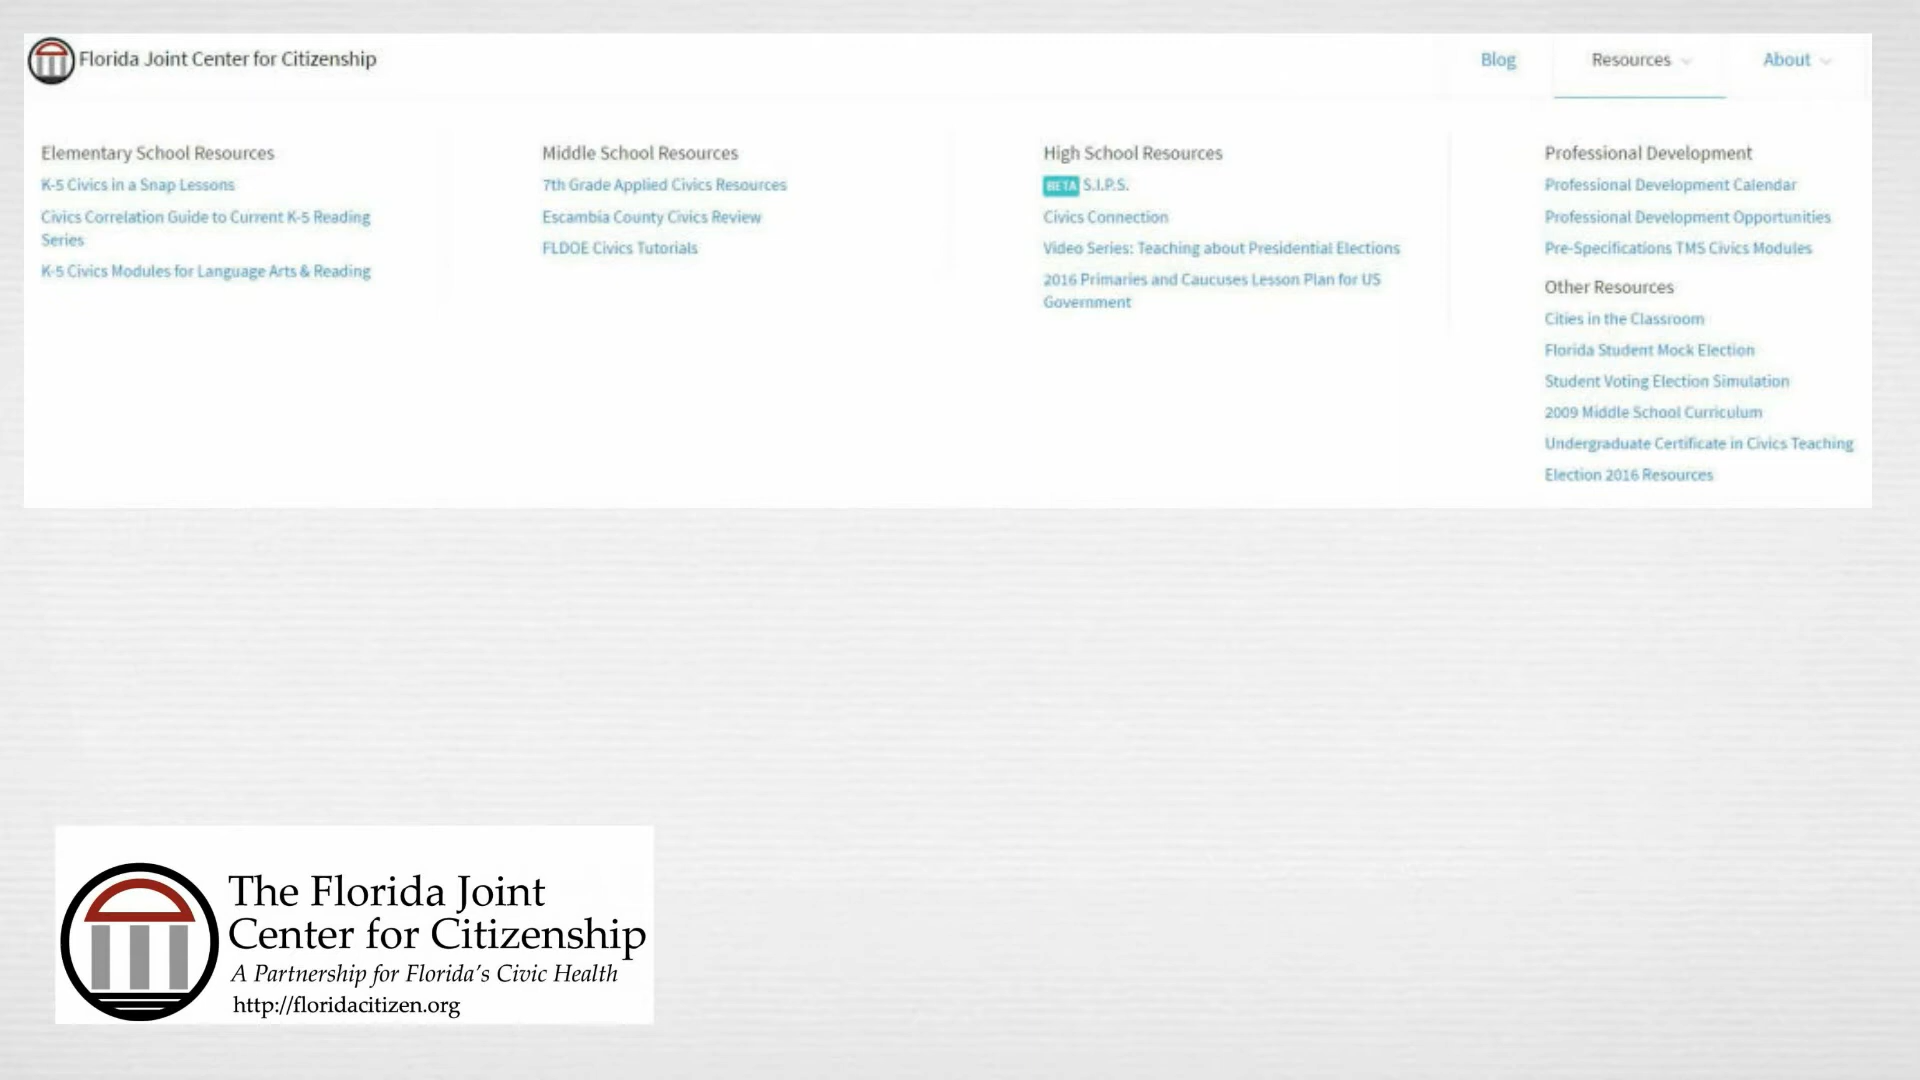 Florida Joint Center for Citizenship
Blog
Resources
About
Elementary School Resources
K-5 Civics in a Snap Lessons
Civics Correlation Guide to Current K-5 Reading
Series
K-5 Civics Modules for Language Arts & Reading
Middle School Resources
7th Grade Applied Civics Resources
Escambia County Civics Review
FLDOE Civics Tutorials
High School Resources
BETA S.I.P.S.
Civics Connection
Video Series: Teaching about Presidential Elections
2016 Primaries and Caucuses Lesson Plan for US
Government
Professional Development
Professional Development Calendar
Professional Development Opportunities
Pre-Specifications TMS Civics Modules
Other Resources
Cities in the Classroom
Florida Student Mock Election
Student Voting Election Simulation
2009 Middle School Curriculum
Undergraduate Certificate in Civics Teaching
Election 2016 Resources
The Florida Joint
Center for Citizenship
A Partnership for Florida's Civic Health
http://floridacitizen.org